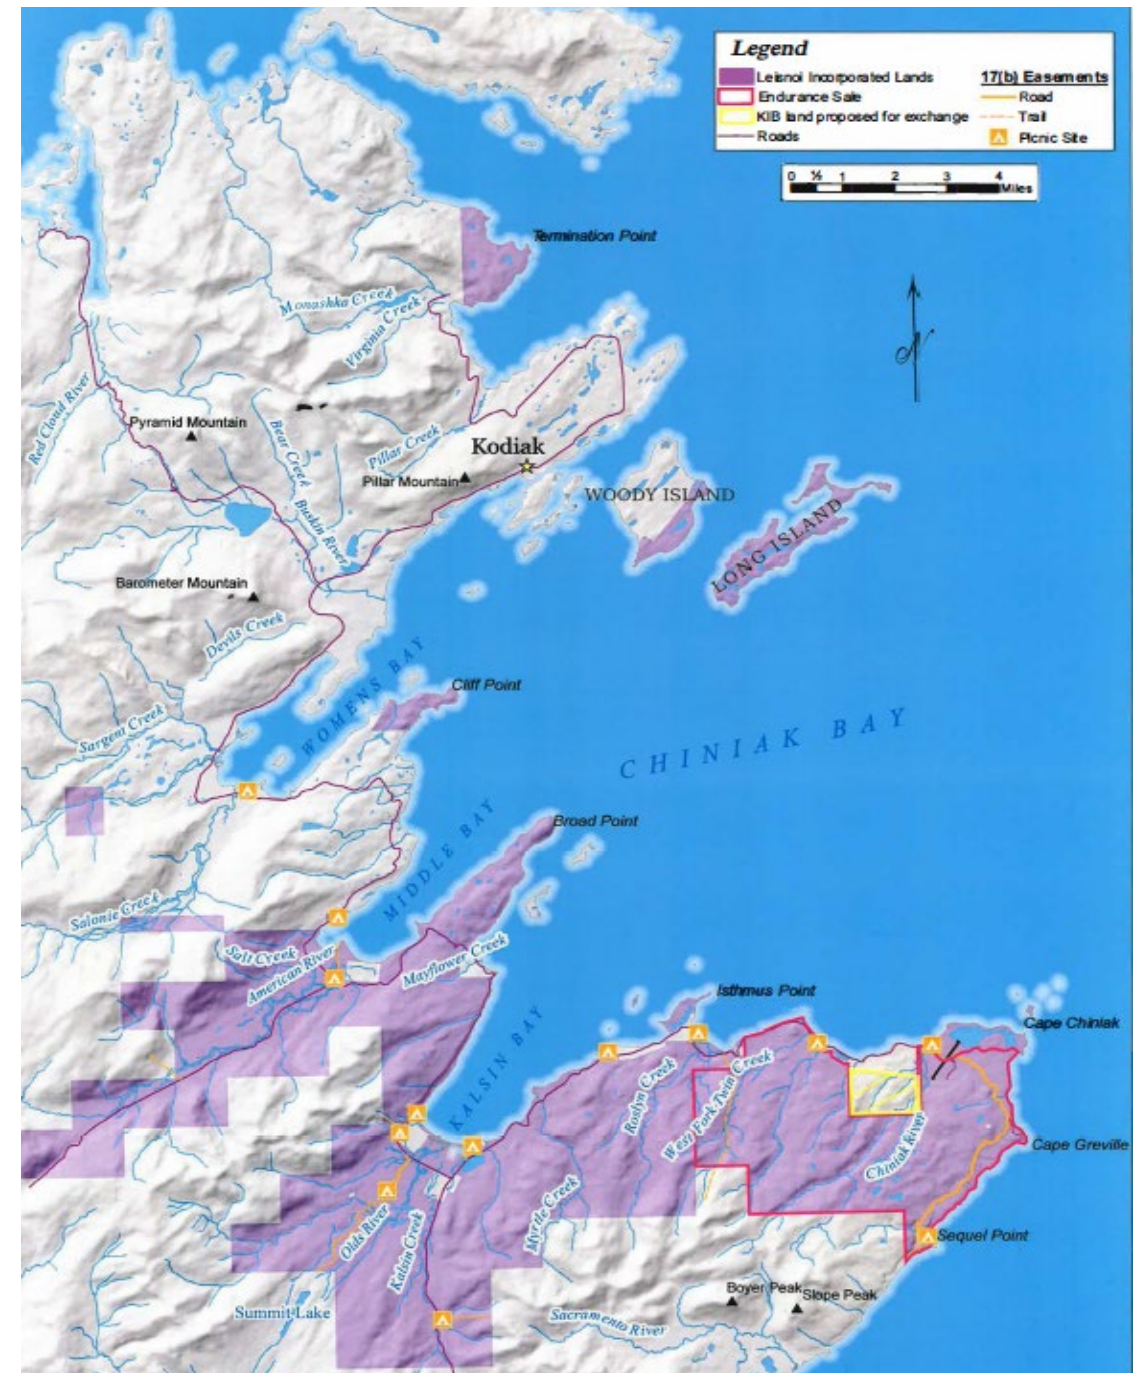 Legend
Leisnoi Incorporated Lands
Endurance Sale
KIB land proposed for exchange
Roads
17(b) Easements
Road
Trail
Picnic Site
0 ½ 1 2 3 4
Miles
Termination Point
Monashka Creek
Virginia Creek
Red Cloud River
Pyramid Mountain
Bear Creek
Pillar Creek
Kodiak
Pillar Mountain
WOODY ISLAND
LONG ISLAND
Buskin River
Barometer Mountain
Devils Creek
N
WOMENS BAY
Cliff Point
Sargent Creek
CHINIAK BAY
MIDDLE BAY
Broad Point
Salonie Creek
Salt Creek
American River
Mayflower Creek
Isthmus Point
Cape Chiniak
KALSIN BAY
Roslyn Creek
West Fork Twin Creek
Chiniak River
Cape Greville
Myrtle Creek
Olds River
Kalsin Creek
Sequel Point
Summit Lake
Boyer Peak
Slope Peak
Sacramento River